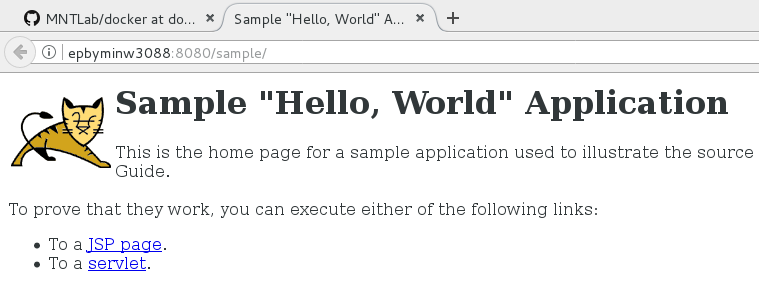 MNTLab/docker at do...
Sample "Hello, World" A...
epbyminw3088:8080/sample/
Sample "Hello, World" Application
This is the home page for a sample application used to illustrate the source
Guide.
To prove that they work, you can execute either of the following links:
To a JSP page.
To a servlet.